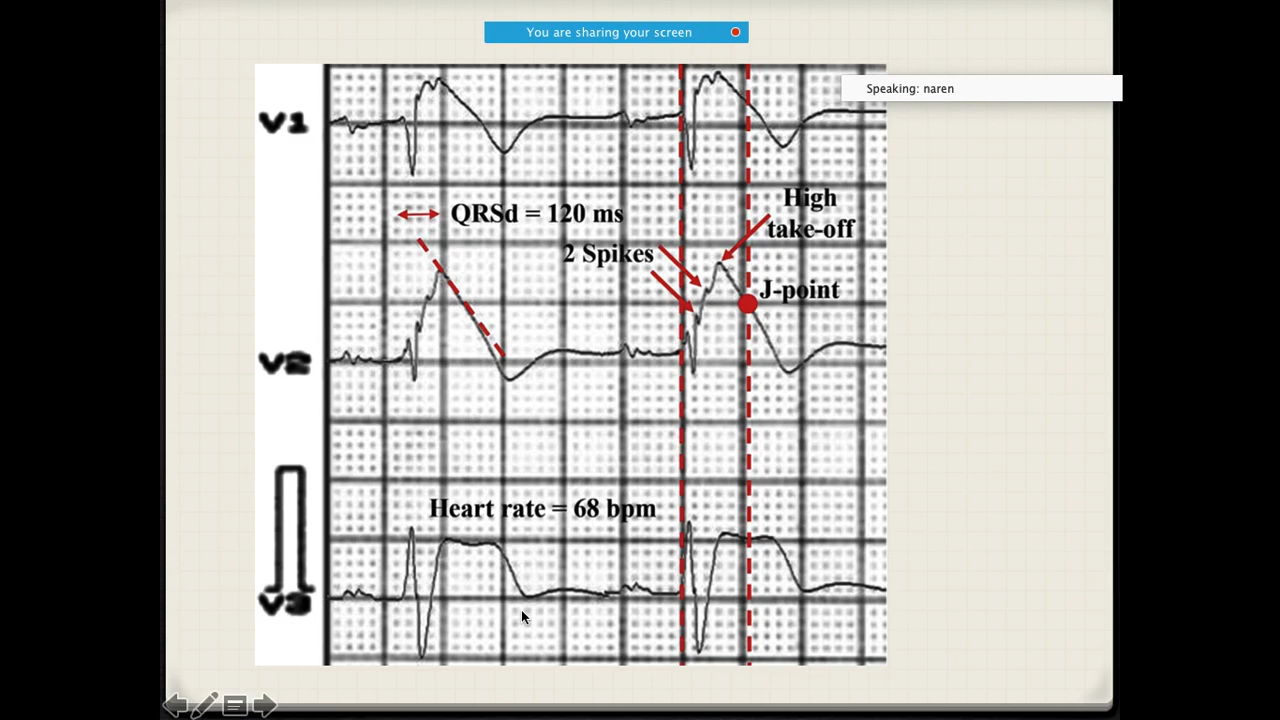 You are sharing your screen
Speaking: naren
V1
High
take-off
QRSd = 120 ms
2 Spikes
J-point
V2
Heart rate = 68 bpm
V3